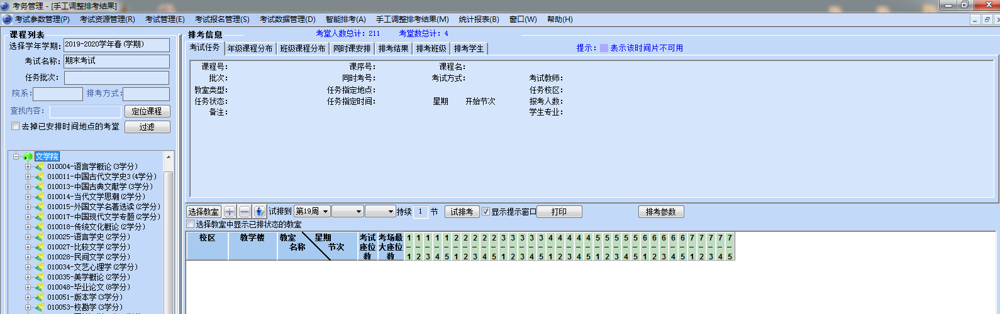 考务管理 - [手工调整排考结果]
考试参数管理(P) 考试资源管理(R) 考试管理(E) 考试报名管理(S) 考试数据管理(D) 智能排考(A) 手工调整排考结果(M) 统计报表(B) 窗口(W) 帮助(H)
课程列表
选择学年学期: 2019-2020学年春(学期)
考试名称: 期末考试
任务批次:
院系: 排考方式:
查找内容: 定位课程
去掉已安排时间地点的考堂 过滤
文学院
010004-语言学概论(3学分)
010011-中国古代文学史3(4学分)
010013-中国古典文献学(3学分)
010014-当代文学思潮(2学分)
010015-外国文学名著选读(2学分)
010017-中国现代文学专题(2学分)
010018-传统文化概论(2学分)
010025-语言学史(2学分)
010027-比较文学(2学分)
010028-民间文学(2学分)
010034-文艺心理学(2学分)
010035-美学概论(2学分)
010048-毕业论文(8学分)
010051-版本学(3学分)
010053-校勘学(3学分)
排考信息 考堂人数总计: 211 考堂数总计: 4
考试任务 年级课程分布 班级课程分布 同时课安排 排考结果 排考班级 排考学生 提示: 表示该时间片不可用
课程号: 课序号: 课程名:
批次: 同时考号: 考试方式: 考试教师:
教室类型: 任务指定地点: 任务校区:
任务状态: 任务指定时间: 星期 开始节次 报考人数:
备注: 学生专业:
选择教室 试排到 第19周 持续 1 节 试排考 显示提示窗口 打印 排考参数
选择教室中显示已排状态的教室
校区 教学楼 教室名称 星期节次 考试座位数 考场最大座位数 1-1 1-2 1-3 1-4 1-5 2-1 2-2 2-3 2-4 2-5 3-1 3-2 3-3 3-4 3-5 4-1 4-2 4-3 4-4 4-5 5-1 5-2 5-3 5-4 5-5 6-1 6-2 6-3 6-4 6-5 7-1 7-2 7-3 7-4 7-5